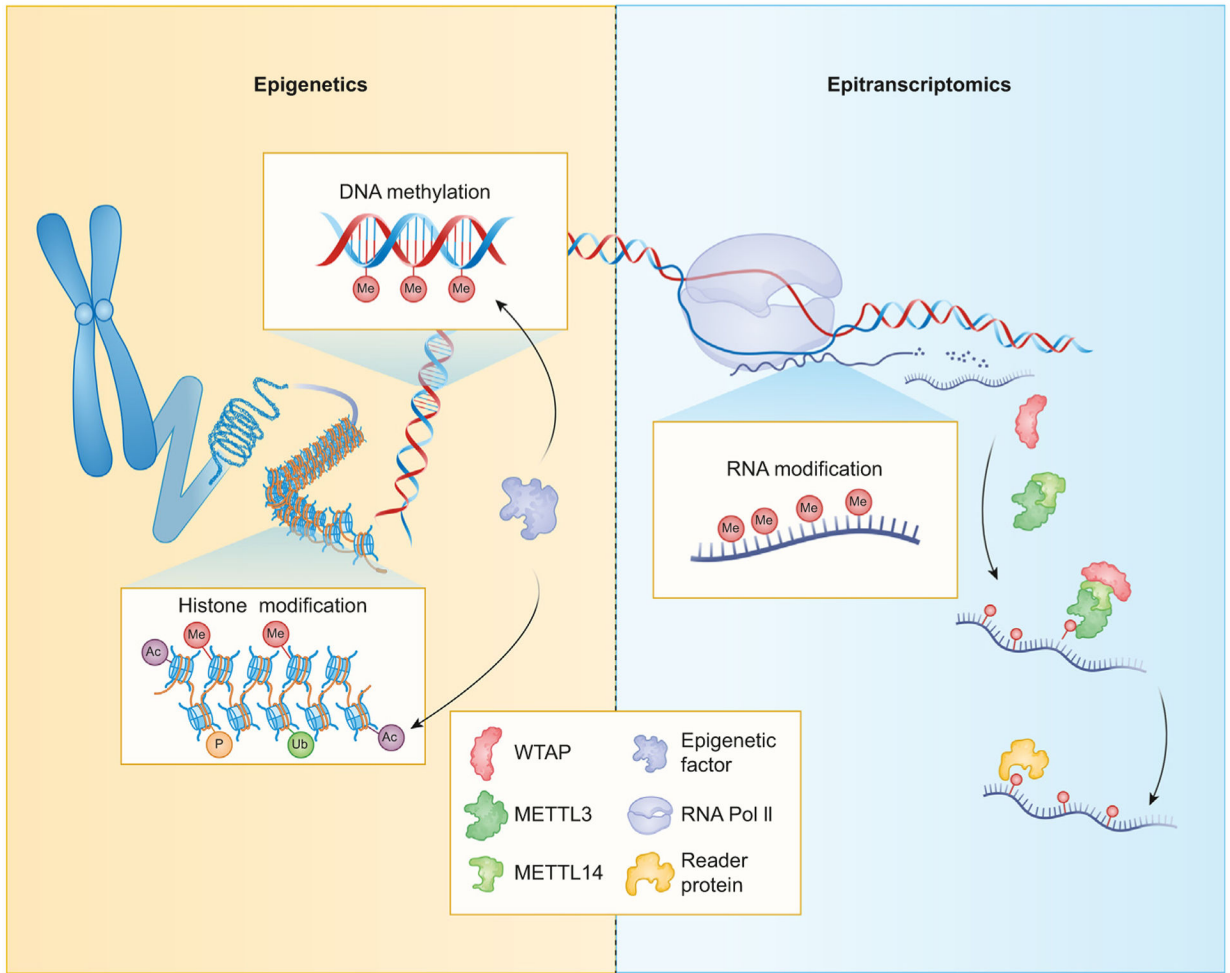 Epigenetics
Epitranscriptomics
DNA methylation
Me
Me
Me
RNA modification
Me
Me
Me
Me
Histone modification
Me
Me
Ac
P
Ub
Ac
WTAP
METTL3
METTL14
Epigenetic
factor
RNA Pol II
Reader
protein